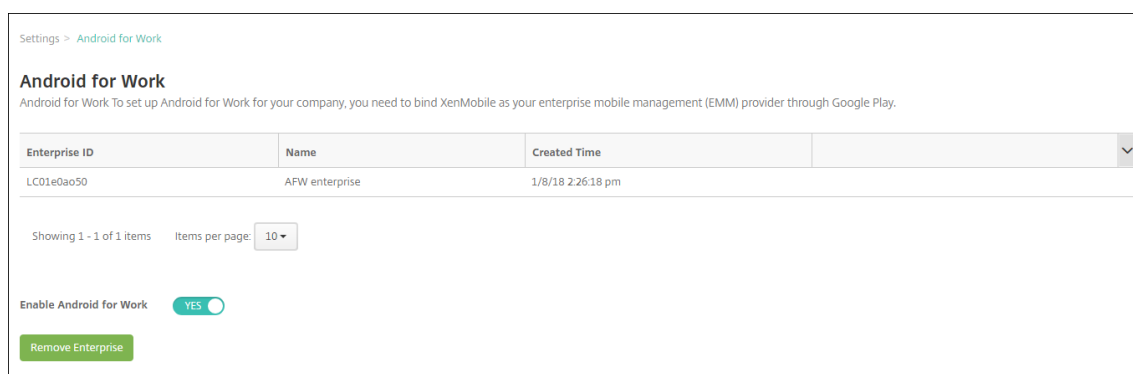 Settings > Android for Work
Android for Work
Android for Work To set up Android for Work for your company, you need to bind XenMobile as your enterprise mobile management (EMM) provider through Google Play.
Enterprise ID Name Created Time
LC01e0ao50 AFW enterprise 1/8/18 2:26:18 pm
Showing 1 - 1 of 1 items Items per page: 10
Enable Android for Work YES
Remove Enterprise